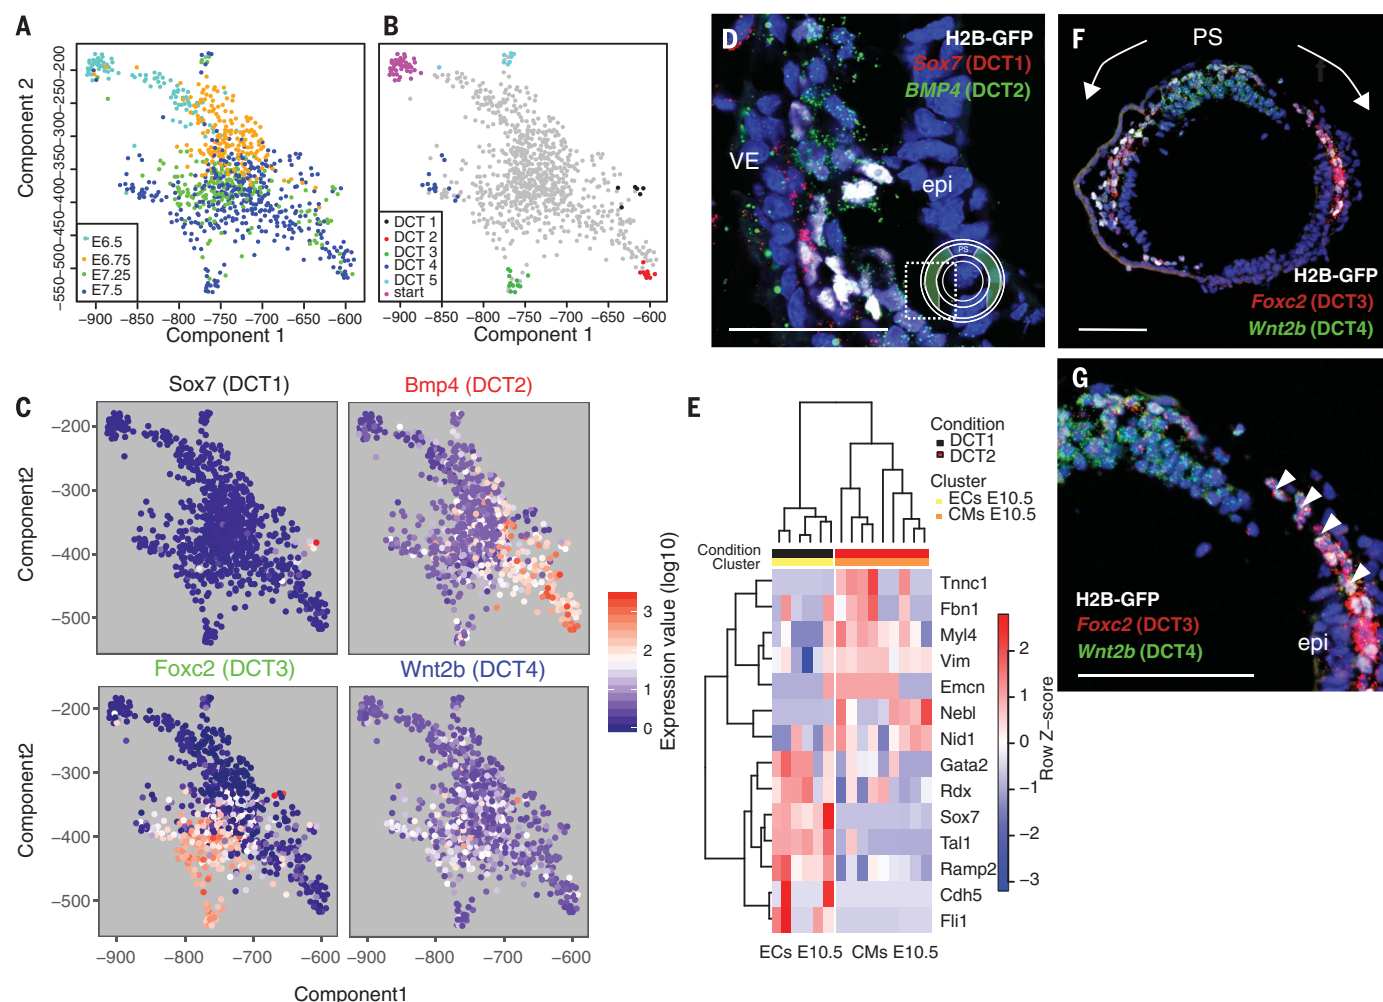 A
Component 2
−200
−250
−300
−350
−400
−450
−500
−550
E6.5
E6.75
E7.25
E7.5
−900 −850 −800 −750 −700 −650 −600
Component 1
B
DCT 1
DCT 2
DCT 3
DCT 4
DCT 5
start
−900 −850 −800 −750 −700 −650 −600
Component 1
C
Sox7 (DCT1)
Bmp4 (DCT2)
Component2
−200
−300
−400
−500
Foxc2 (DCT3)
Wnt2b (DCT4)
Component2
−200
−300
−400
−500
−900 −800 −700 −600
−900 −800 −700 −600
Component1
Expression value (log10)
3
2
1
0
D
H2B-GFP
Sox7 (DCT1)
BMP4 (DCT2)
VE
epi
PS
E
Condition
DCT1
DCT2
Cluster
ECs E10.5
CMs E10.5
Condition
Cluster
Tnnc1
Fbn1
Myl4
Vim
Emcn
Nebl
Nid1
Gata2
Rdx
Sox7
Tal1
Ramp2
Cdh5
Fli1
ECs E10.5 CMs E10.5
Row Z−score
2
1
0
−1
−2
−3
F
PS
H2B-GFP
Foxc2 (DCT3)
Wnt2b (DCT4)
G
H2B-GFP
Foxc2 (DCT3)
Wnt2b (DCT4)
epi